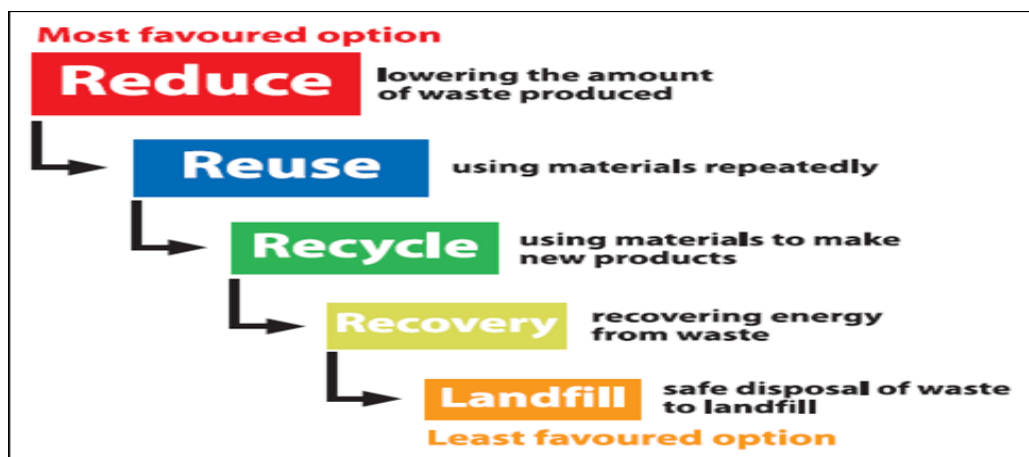 Most favoured option
Reduce
lowering the amount
of waste produced
Reuse
using materials repeatedly
Recycle
using materials to make
new products
Recovery
recovering energy
from waste
Landfill
safe disposal of waste
to landfill
Least favoured option